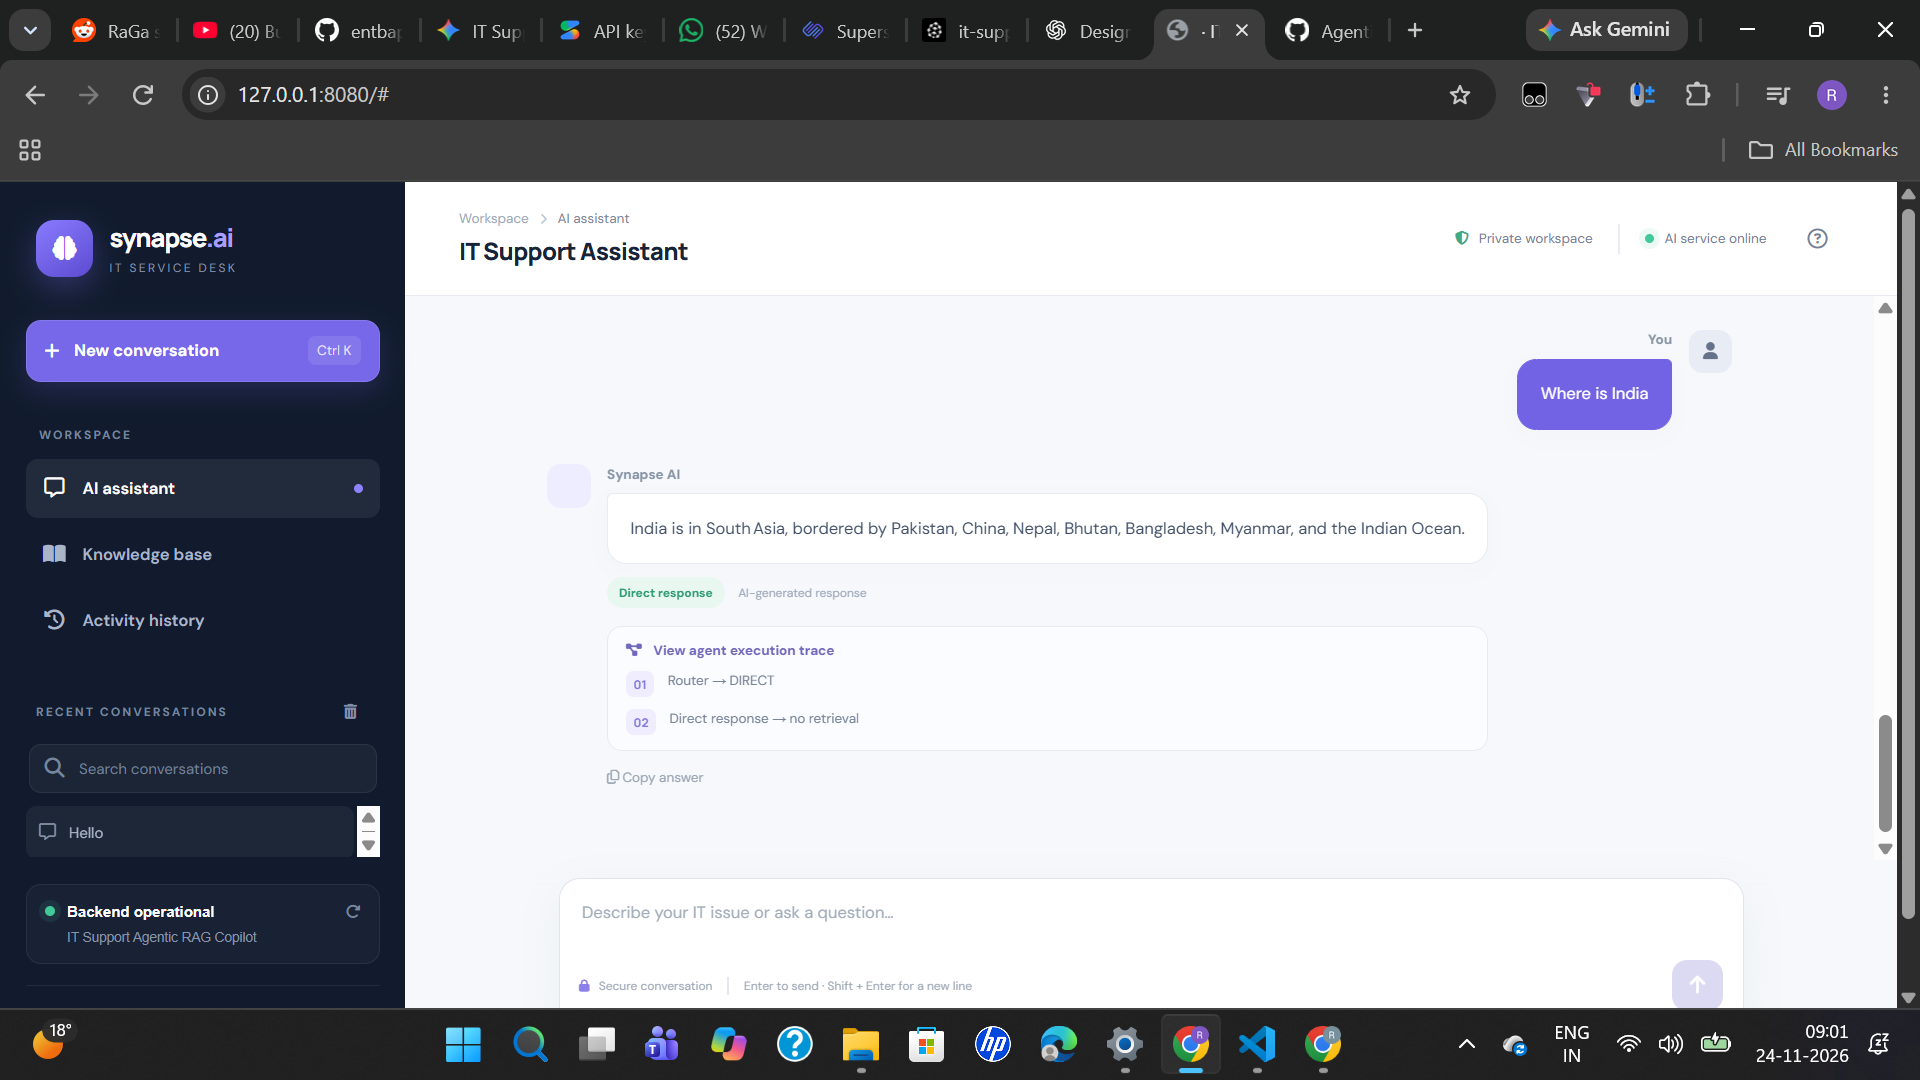 RaGa
(20) Bu
entbap
IT Sup
API ke
(52) W
Supers
it-supp
Design
· IT
Agent
Ask Gemini
127.0.0.1:8080/#
R
All Bookmarks
synapse.ai
IT SERVICE DESK
New conversation
Ctrl K
WORKSPACE
AI assistant
Knowledge base
Activity history
RECENT CONVERSATIONS
Search conversations
Hello
Backend operational
IT Support Agentic RAG Copilot
Workspace > AI assistant
IT Support Assistant
Private workspace
AI service online
You
Where is India
Synapse AI
India is in South Asia, bordered by Pakistan, China, Nepal, Bhutan, Bangladesh, Myanmar, and the Indian Ocean.
Direct response
AI-generated response
View agent execution trace
01 Router → DIRECT
02 Direct response → no retrieval
Copy answer
Describe your IT issue or ask a question...
Secure conversation
Enter to send · Shift + Enter for a new line
18°
ENG
IN
09:01
24-11-2026